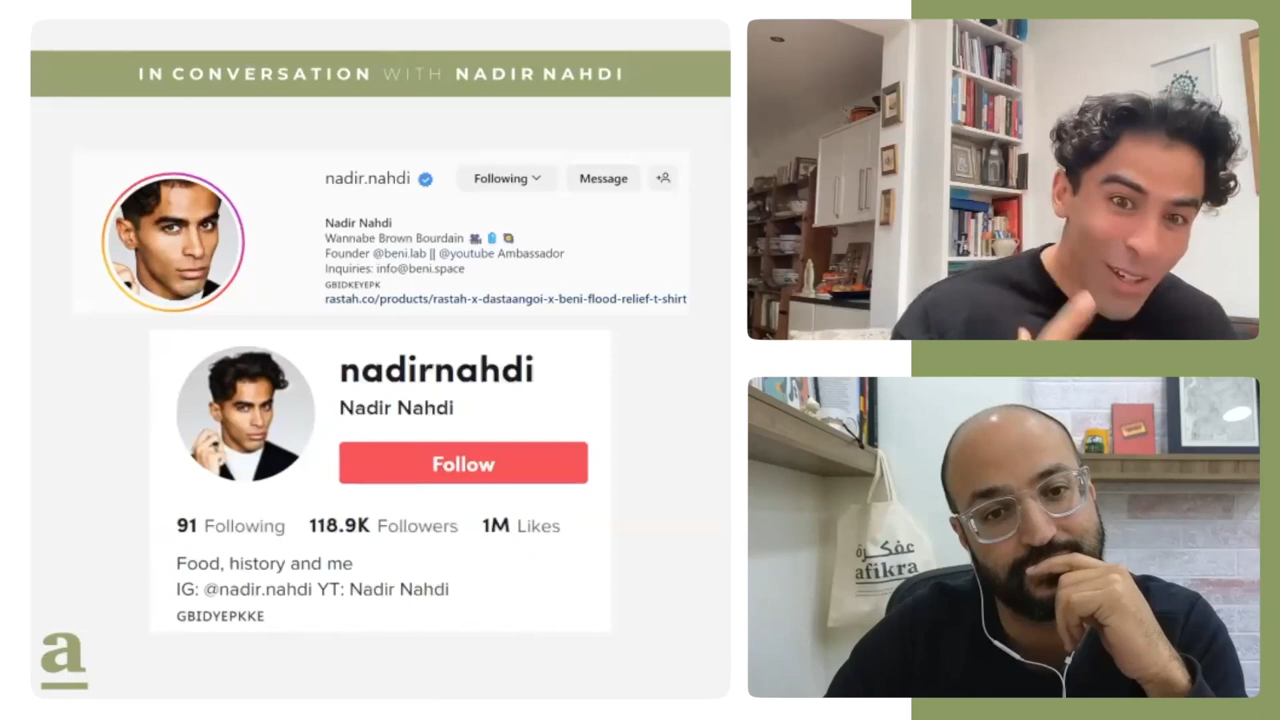 IN CONVERSATION WITH NADIR NAHDI
nadir.nahdi
Following
Message
Nadir Nahdi
Wannabe Brown Bourdain
Founder @beni.lab || @youtube Ambassador
Inquiries: info@beni.space
GBIDKEYEPK
rastah.co/products/rastah-x-dastaangoi-x-beni-flood-relief-t-shirt
nadirnahdi
Nadir Nahdi
Follow
91 Following 118.9K Followers 1M Likes
Food, history and me
IG: @nadir.nahdi YT: Nadir Nahdi
GBIDYEPKKE
a
عفكرة
afikra